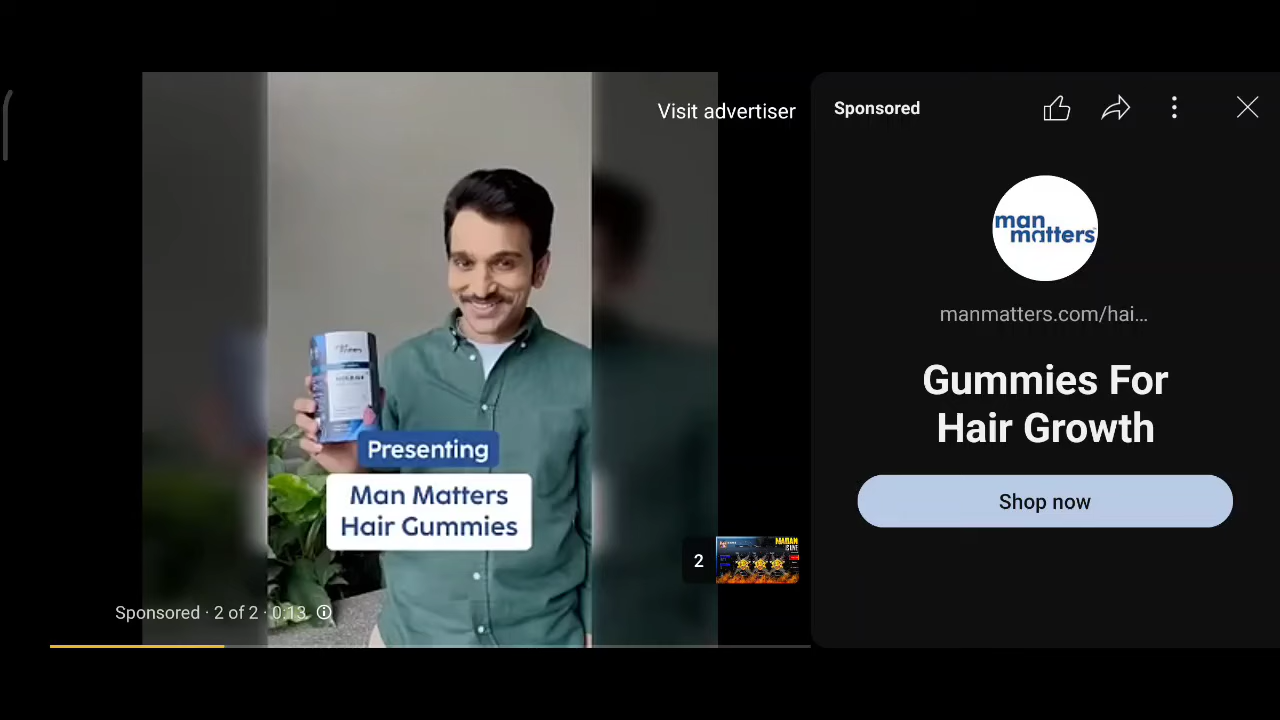 Visit advertiser
Sponsored
man
matters
manmatters.com/hai...
Gummies For
Hair Growth
Shop now
Presenting
Man Matters
Hair Gummies
2
Sponsored · 2 of 2 · 0:13